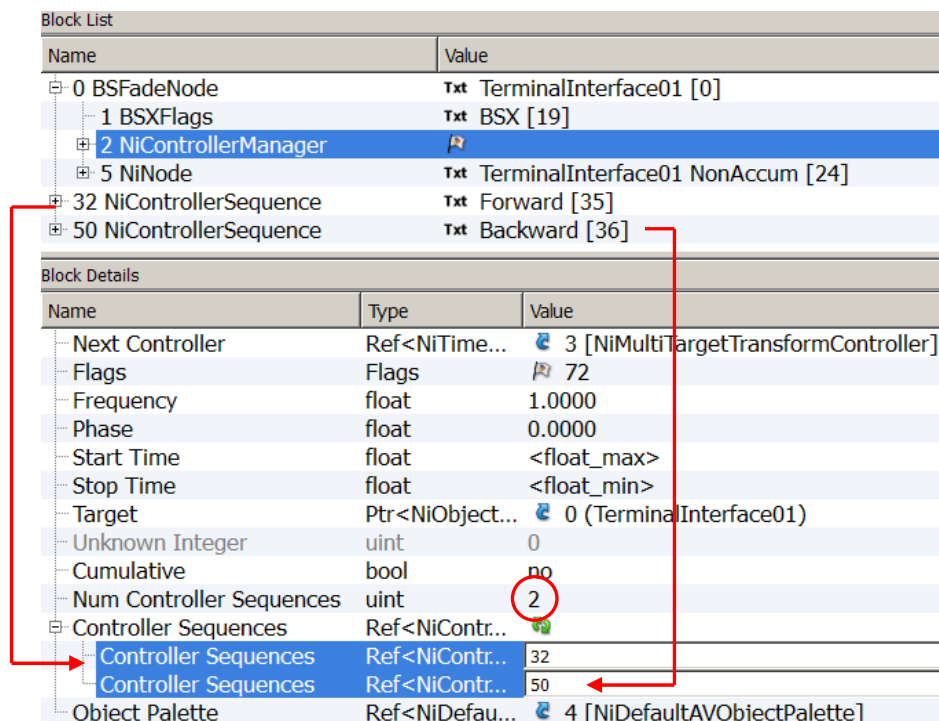 Block List
Name Value
0 BSFadeNode Txt TerminalInterface01 [0]
1 BSXFlags Txt BSX [19]
2 NiControllerManager
5 NiNode Txt TerminalInterface01 NonAccum [24]
32 NiControllerSequence Txt Forward [35]
50 NiControllerSequence Txt Backward [36]
Block Details
Name Type Value
Next Controller Ref<NiTime... 3 [NiMultiTargetTransformController]
Flags Flags 72
Frequency float 1.0000
Phase float 0.0000
Start Time float <float_max>
Stop Time float <float_min>
Target Ptr<NiObject... 0 (TerminalInterface01)
Unknown Integer uint 0
Cumulative bool no
Num Controller Sequences uint 2
Controller Sequences Ref<NiContr...
Controller Sequences Ref<NiContr... 32
Controller Sequences Ref<NiContr... 50
Object Palette Ref<NiDefau... 4 [NiDefaultAVObjectPalette]